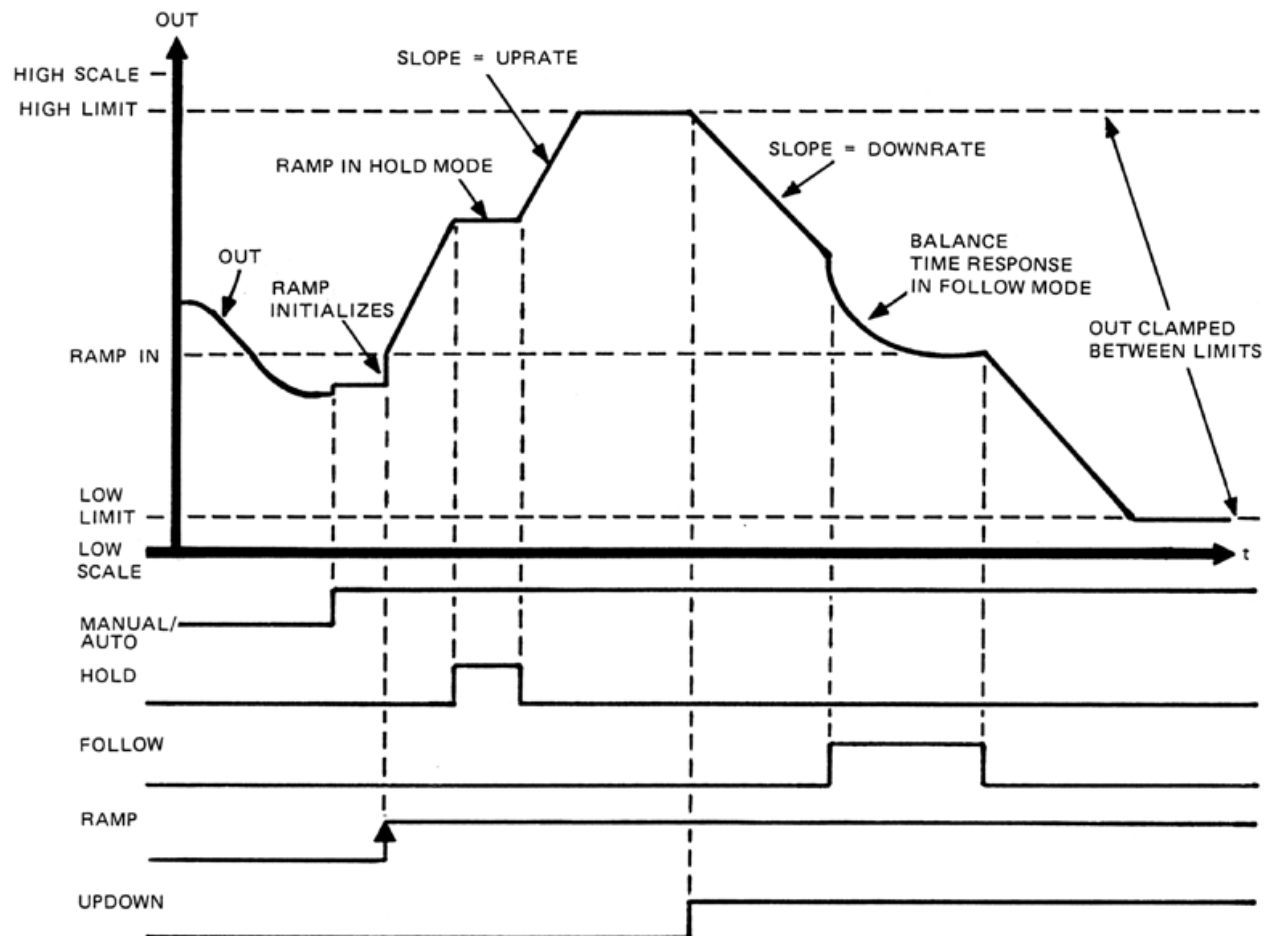 OUT
HIGH SCALE
HIGH LIMIT
SLOPE = UPRATE
RAMP IN HOLD MODE
SLOPE = DOWNRATE
OUT
RAMP
INITIALIZES
BALANCE
TIME RESPONSE
IN FOLLOW MODE
OUT CLAMPED
BETWEEN LIMITS
RAMP IN
LOW
LIMIT
LOW
SCALE
t
MANUAL/
AUTO
HOLD
FOLLOW
RAMP
UPDOWN